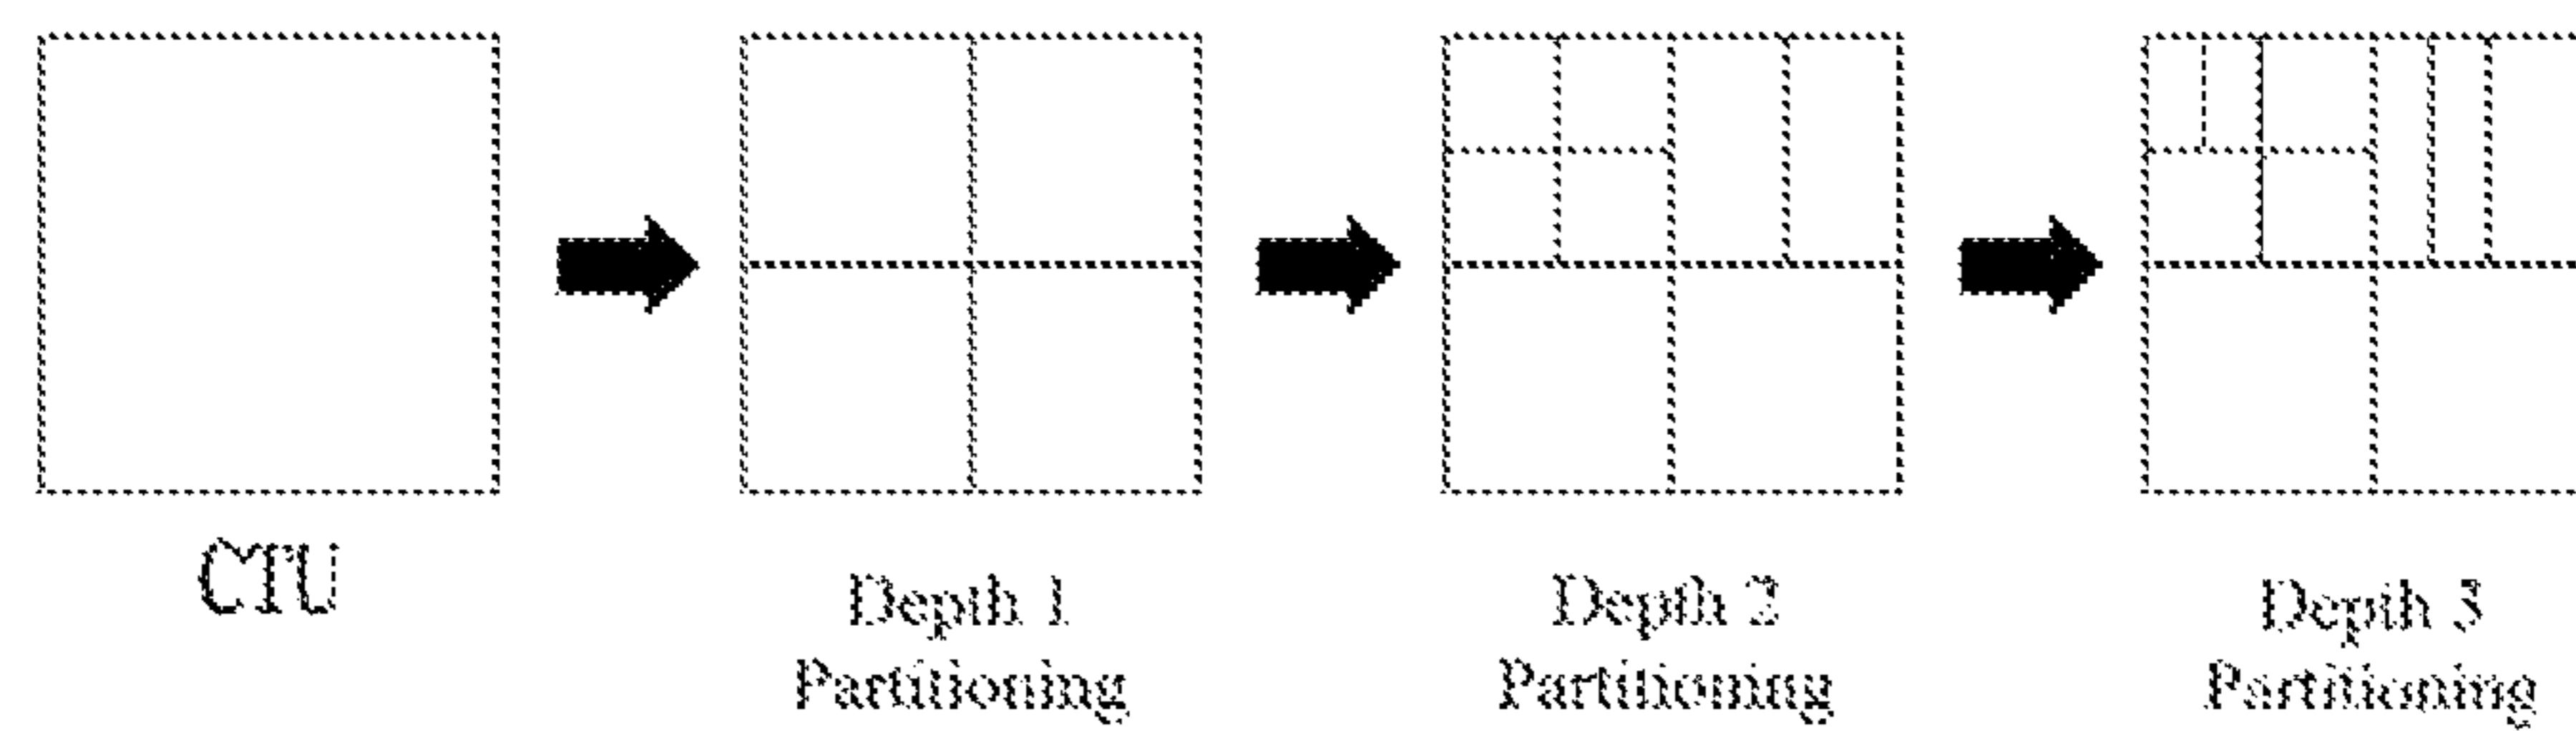 CTU
Depth 1
Partitioning
Depth 2
Partitioning
Depth 3
Partitioning